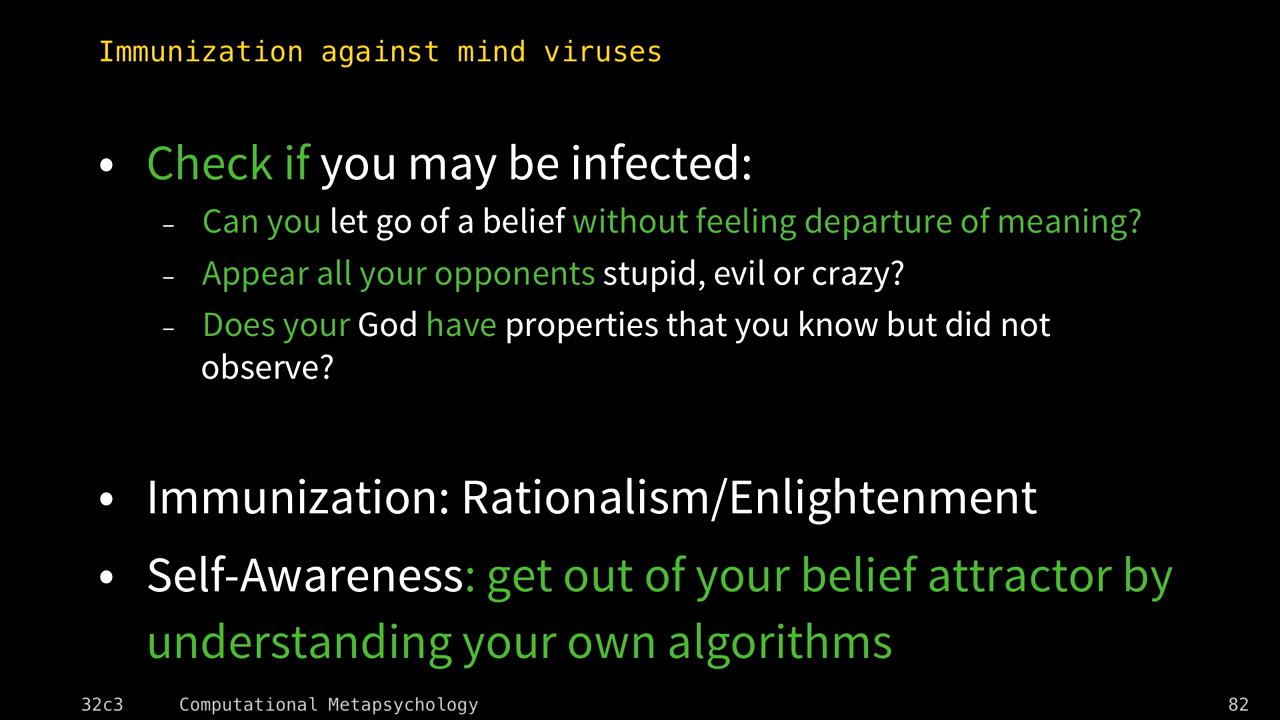 Immunization against mind viruses
• Check if you may be infected:
– Can you let go of a belief without feeling departure of meaning?
– Appear all your opponents stupid, evil or crazy?
– Does your God have properties that you know but did not
observe?
• Immunization: Rationalism/Enlightenment
• Self-Awareness: get out of your belief attractor by
understanding your own algorithms
32c3 Computational Metapsychology 82